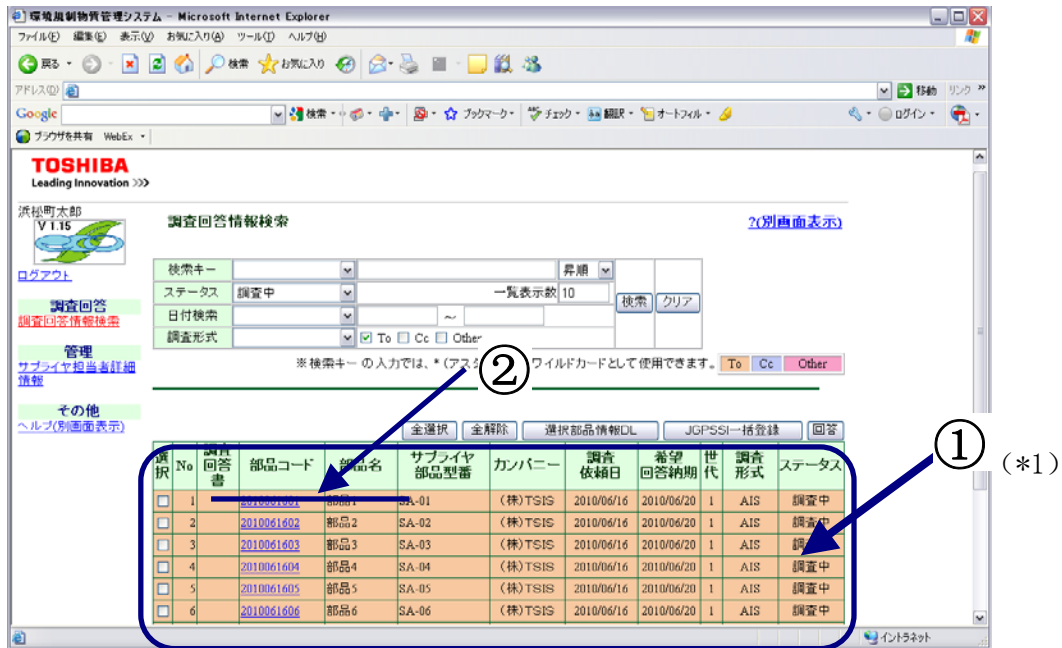 環境規制物質管理システム - Microsoft Internet Explorer
ファイル(F) 編集(E) 表示(V) お気に入り(A) ツール(T) ヘルプ(H)
戻る 検索 お気に入り
アドレス(D) 移動 リンク »
Google 検索 ブックマーク チェック 翻訳 オートフィル ログイン
ブラウザを共有 WebEx
TOSHIBA
Leading Innovation >>>
浜松町太郎
V 1.15
ログアウト
調査回答
調査回答情報検索
管理
サプライヤ担当者詳細
情報
その他
ヘルプ(別画面表示)
調査回答情報検索 ?(別画面表示)
検索キー 昇順
ステータス 調査中 一覧表示数 10 検索 クリア
日付検索 ~
調査形式 To Cc Other
※検索キー の入力では、*(アスタ ワイルドカードとして使用できます。 To Cc Other
②
全選択 全解除 選択部品情報DL JGPSSI一括登録 回答
① (*1)
選択 No 調査回答書 部品コード 部品名 サプライヤ部品型番 カンパニー 調査依頼日 希望回答納期 世代 調査形式 ステータス
1 2010061601 部品1 SA-01 (株)TSIS 2010/06/16 2010/06/20 1 AIS 調査中
2 2010061602 部品2 SA-02 (株)TSIS 2010/06/16 2010/06/20 1 AIS 調査中
3 2010061603 部品3 SA-03 (株)TSIS 2010/06/16 2010/06/20 1 AIS 調査中
4 2010061604 部品4 SA-04 (株)TSIS 2010/06/16 2010/06/20 1 AIS 調査中
5 2010061605 部品5 SA-05 (株)TSIS 2010/06/16 2010/06/20 1 AIS 調査中
6 2010061606 部品6 SA-06 (株)TSIS 2010/06/16 2010/06/20 1 AIS 調査中
イントラネット